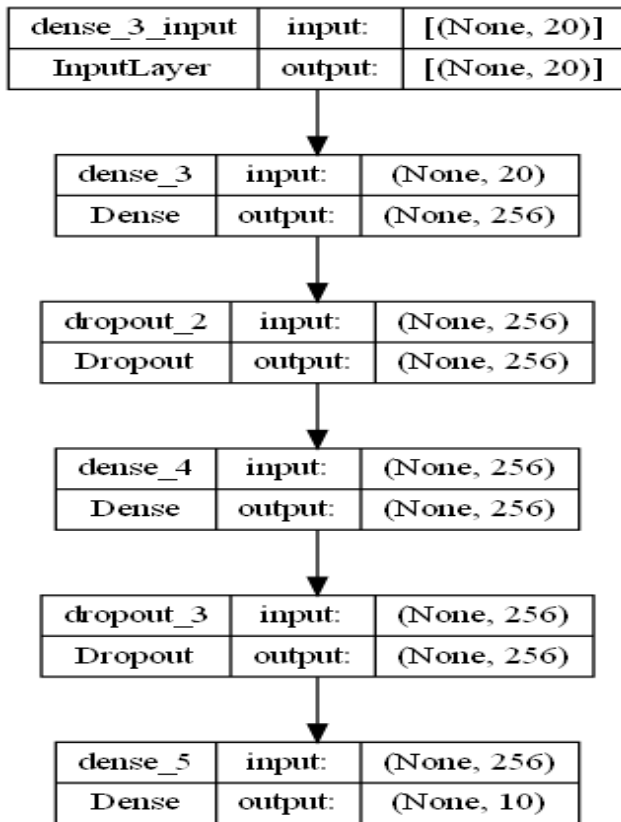 dense_3_input input: [(None, 20)]
InputLayer output: [(None, 20)]
dense_3 input: (None, 20)
Dense output: (None, 256)
dropout_2 input: (None, 256)
Dropout output: (None, 256)
dense_4 input: (None, 256)
Dense output: (None, 256)
dropout_3 input: (None, 256)
Dropout output: (None, 256)
dense_5 input: (None, 256)
Dense output: (None, 10)